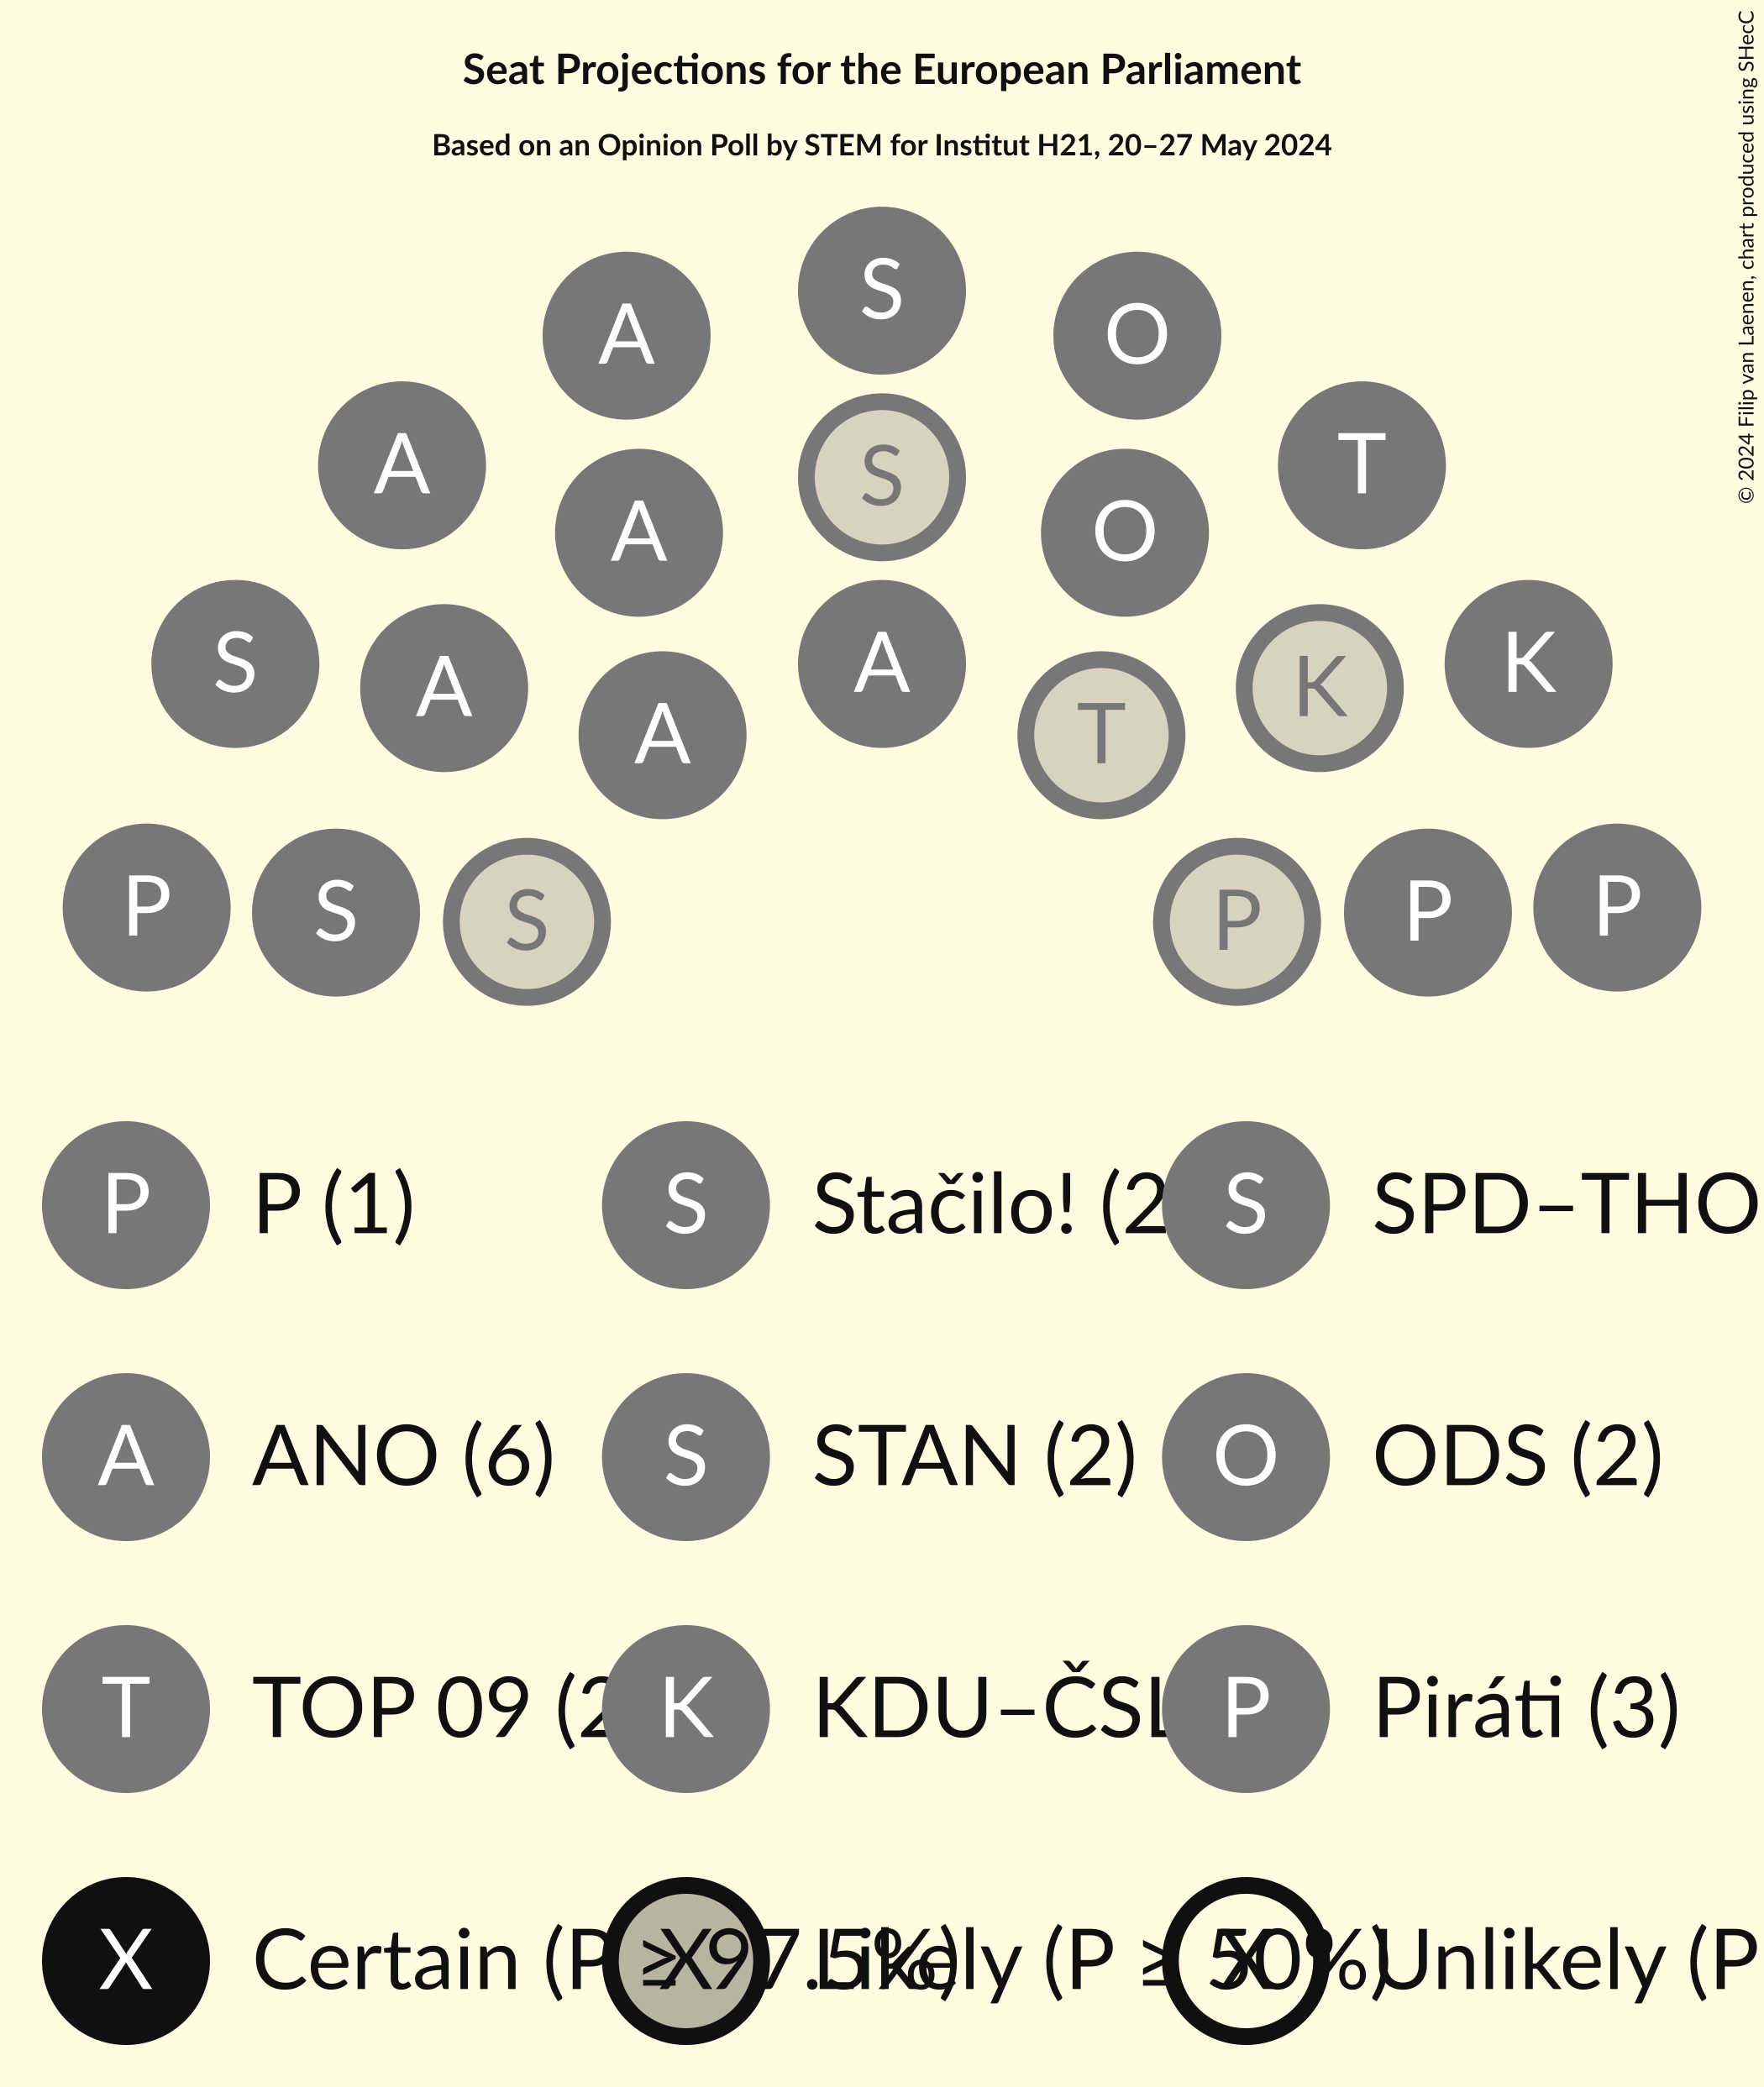 Seat Projections for the European Parliament
Based on an Opinion Poll by STEM for Institut H21, 20–27 May 2024
© 2024 Filip van Laenen, chart produced using SHecC
S
A O
A T
S
A O
S A K
A K
A T
P S S P P P
P P (1) S Stačilo! (2 S SPD–THO
A ANO (6) S STAN (2) O ODS (2)
T TOP 09 (2 K KDU–ČSL P Piráti (3)
X Certain (P ≥ 97.5%) X Likely (P ≥ 50%) X Unlikely (P